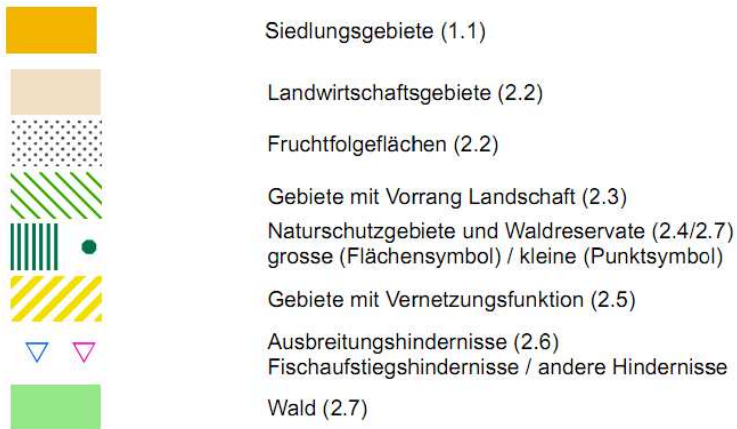 Siedlungsgebiete (1.1)
Landwirtschaftsgebiete (2.2)
Fruchtfolgeflächen (2.2)
Gebiete mit Vorrang Landschaft (2.3)
Naturschutzgebiete und Waldreservate (2.4/2.7)
grosse (Flächensymbol) / kleine (Punktsymbol)
Gebiete mit Vernetzungsfunktion (2.5)
Ausbreitungshindernisse (2.6)
Fischaufstiegshindernisse / andere Hindernisse
Wald (2.7)